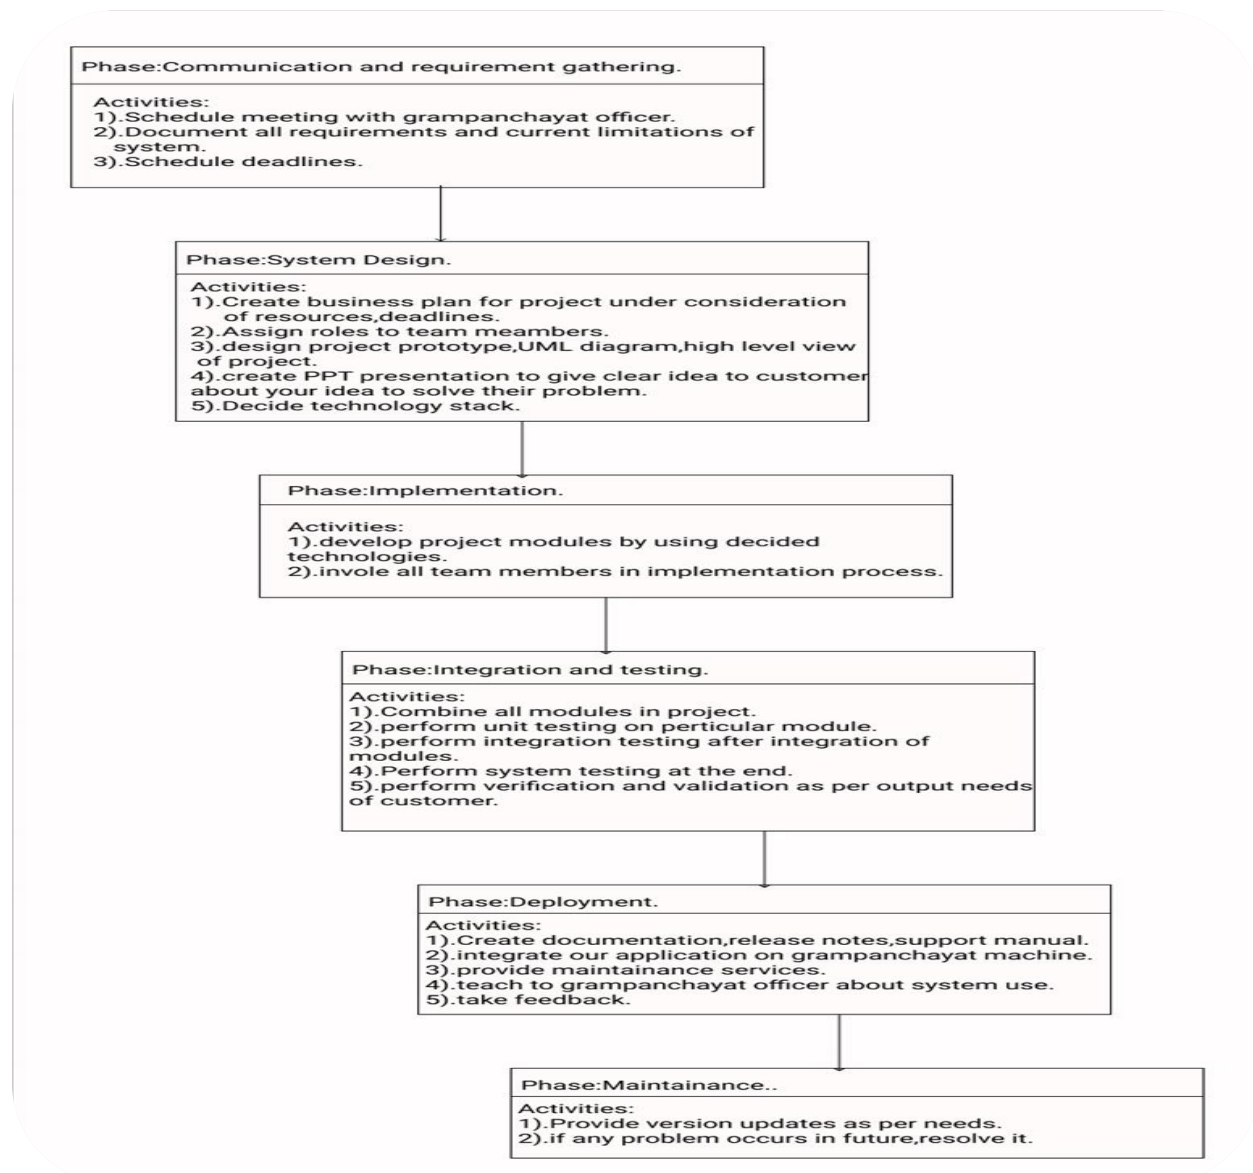 Phase:Communication and requirement gathering.
Activities:
1).Schedule meeting with grampanchayat officer.
2).Document all requirements and current limitations of
system.
3).Schedule deadlines.
Phase:System Design.
Activities:
1).Create business plan for project under consideration
of resources,deadlines.
2).Assign roles to team meambers.
3).design project prototype,UML diagram,high level view
of project.
4).create PPT presentation to give clear idea to customer
about your idea to solve their problem.
5).Decide technology stack.
Phase:Implementation.
Activities:
1).develop project modules by using decided
technologies.
2).invole all team members in implementation process.
Phase:Integration and testing.
Activities:
1).Combine all modules in project.
2).perform unit testing on perticular module.
3).perform integration testing after integration of
modules.
4).Perform system testing at the end.
5).perform verification and validation as per output needs
of customer.
Phase:Deployment.
Activities:
1).Create documentation,release notes,support manual.
2).integrate our application on grampanchayat machine.
3).provide maintainance services.
4).teach to grampanchayat officer about system use.
5).take feedback.
Phase:Maintainance..
Activities:
1).Provide version updates as per needs.
2).if any problem occurs in future,resolve it.